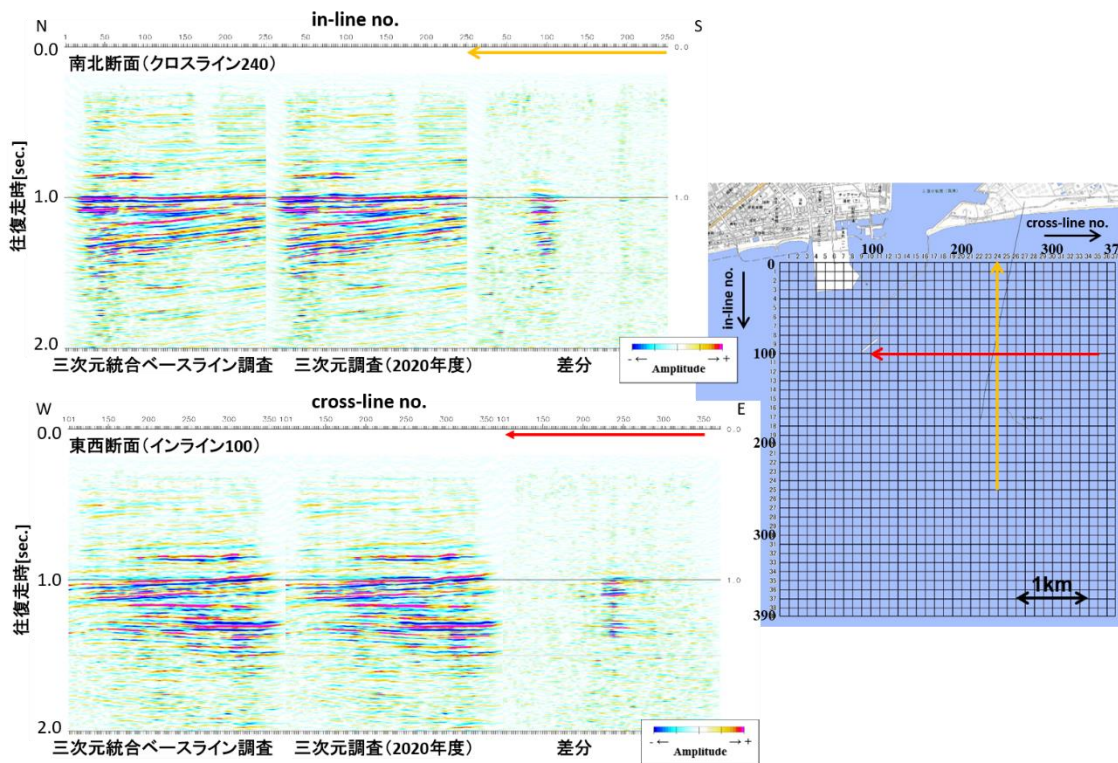 in-line no.
N
S
1 50 100 150 200 250 50 100 150 200 250 50 100 150 200 250
0.0
0.0
南北断面(クロスライン240)
往復走時[sec.]
1.0
1.0
2.0
三次元統合ベースライン調査
三次元調査(2020年度)
差分
- ← → +
Amplitude
cross-line no.
W
E
101 150 200 250 300 350 101 150 200 250 300 350 101 150 200 250 300 350
0.0
0.0
東西断面(インライン100)
往復走時[sec.]
1.0
1.0
2.0
三次元統合ベースライン調査
三次元調査(2020年度)
差分
- ← → +
Amplitude
cross-line no.
100 200 300 37
0
in-line no.
100
200
300
390
1km